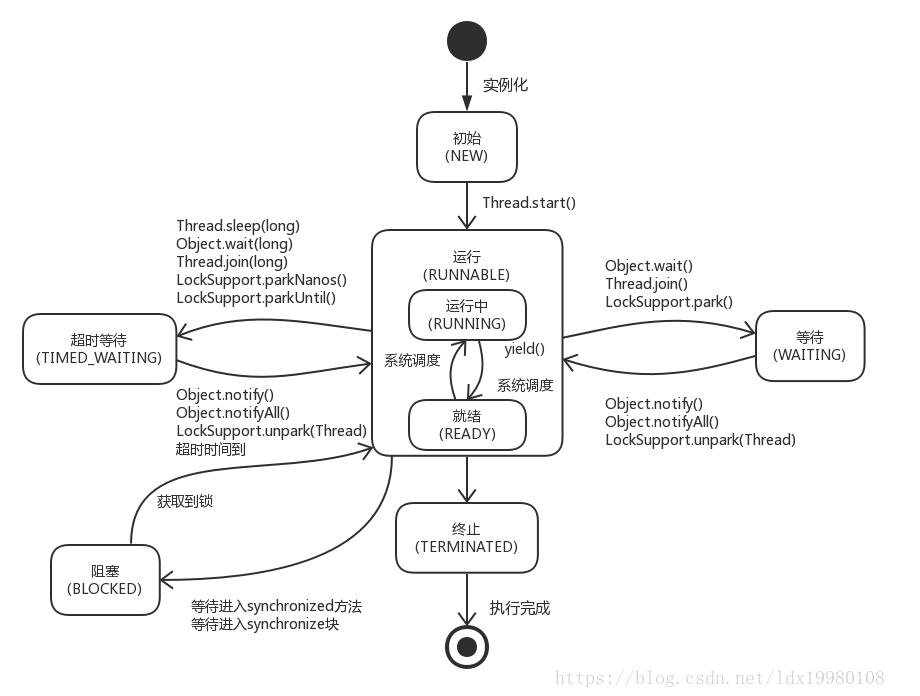 实例化
初始
(NEW)
Thread.start()
Thread.sleep(long)
Object.wait(long)
Thread.join(long)
LockSupport.parkNanos()
LockSupport.parkUntil()
运行
(RUNNABLE)
运行中
(RUNNING)
系统调度
yield()
系统调度
就绪
(READY)
Object.wait()
Thread.join()
LockSupport.park()
超时等待
(TIMED_WAITING)
等待
(WAITING)
Object.notify()
Object.notifyAll()
LockSupport.unpark(Thread)
超时时间到
Object.notify()
Object.notifyAll()
LockSupport.unpark(Thread)
获取到锁
终止
(TERMINATED)
阻塞
(BLOCKED)
等待进入synchronized方法
等待进入synchronize块
执行完成
https://blog.csdn.net/ldx19980108